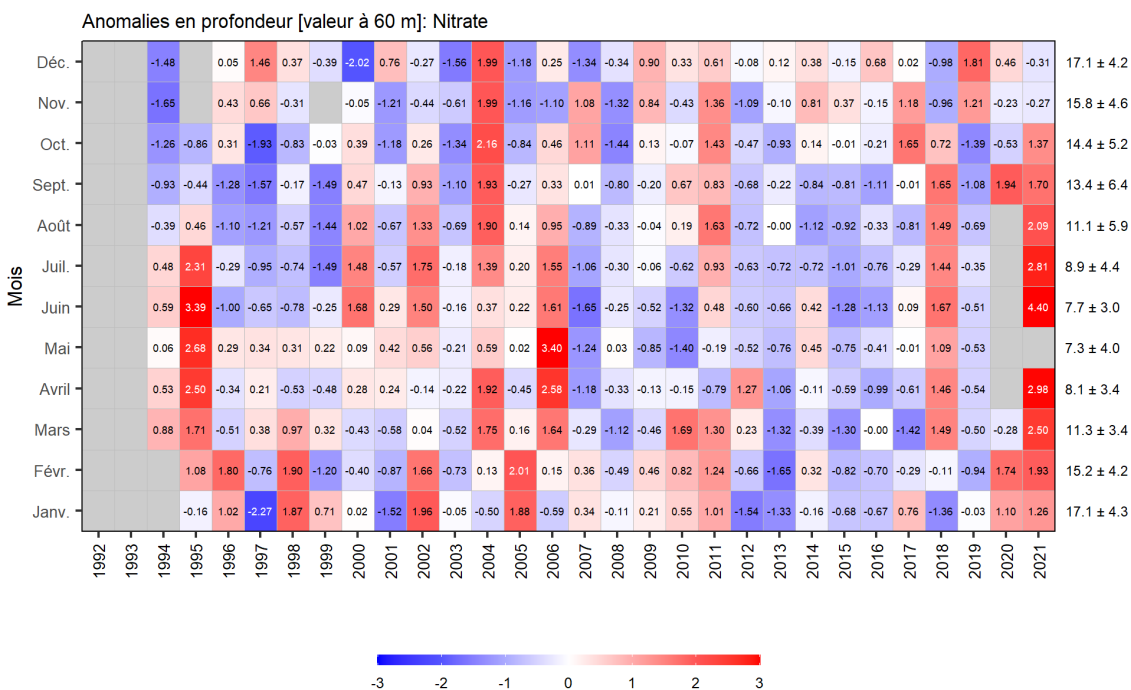 Anomalies en profondeur [valeur à 60 m]: Nitrate
Déc. -1.48 0.05 1.46 0.37 -0.39 -2.02 0.76 -0.27 -1.56 1.99 -1.18 0.25 -1.34 -0.34 0.90 0.33 0.61 -0.08 0.12 0.38 -0.15 0.68 0.02 -0.98 1.81 0.46 -0.31 17.1 ± 4.2
Nov. -1.65 0.43 0.66 -0.31 -0.05 -1.21 -0.44 -0.61 1.99 -1.16 -1.10 1.08 -1.32 0.84 -0.43 1.36 -1.09 -0.10 0.81 0.37 -0.15 1.18 -0.96 1.21 -0.23 -0.27 15.8 ± 4.6
Oct. -1.26 -0.86 0.31 -1.93 -0.83 -0.03 0.39 -1.18 0.26 -1.34 2.16 -0.84 0.46 1.11 -1.44 0.13 -0.07 1.43 -0.47 -0.93 0.14 -0.01 -0.21 1.65 0.72 -1.39 -0.53 1.37 14.4 ± 5.2
Sept. -0.93 -0.44 -1.28 -1.57 -0.17 -1.49 0.47 -0.13 0.93 -1.10 1.93 -0.27 0.33 0.01 -0.80 -0.20 0.67 0.83 -0.68 -0.22 -0.84 -0.81 -1.11 -0.01 1.65 -1.08 1.94 1.70 13.4 ± 6.4
Août -0.39 0.46 -1.10 -1.21 -0.57 -1.44 1.02 -0.67 1.33 -0.69 1.90 0.14 0.95 -0.89 -0.33 -0.04 0.19 1.63 -0.72 -0.00 -1.12 -0.92 -0.33 -0.81 1.49 -0.69 2.09 11.1 ± 5.9
Juil. 0.48 2.31 -0.29 -0.95 -0.74 -1.49 1.48 -0.57 1.75 -0.18 1.39 0.20 1.55 -1.06 -0.30 -0.06 -0.62 0.93 -0.63 -0.72 -0.72 -1.01 -0.76 -0.29 1.44 -0.35 2.81 8.9 ± 4.4
Juin 0.59 3.39 -1.00 -0.65 -0.78 -0.25 1.68 0.29 1.50 -0.16 0.37 0.22 1.61 -1.65 -0.25 -0.52 -1.32 0.48 -0.60 -0.66 0.42 -1.28 -1.13 0.09 1.67 -0.51 4.40 7.7 ± 3.0
Mai 0.06 2.68 0.29 0.34 0.31 0.22 0.09 0.42 0.56 -0.21 0.59 0.02 3.40 -1.24 0.03 -0.85 -1.40 -0.19 -0.52 -0.76 0.45 -0.75 -0.41 -0.01 1.09 -0.53 7.3 ± 4.0
Avril 0.53 2.50 -0.34 0.21 -0.53 -0.48 0.28 0.24 -0.14 -0.22 1.92 -0.45 2.58 -1.18 -0.33 -0.13 -0.15 -0.79 1.27 -1.06 -0.11 -0.59 -0.99 -0.61 1.46 -0.54 2.98 8.1 ± 3.4
Mars 0.88 1.71 -0.51 0.38 0.97 0.32 -0.43 -0.58 0.04 -0.52 1.75 0.16 1.64 -0.29 -1.12 -0.46 1.69 1.30 0.23 -1.32 -0.39 -1.30 -0.00 -1.42 1.49 -0.50 -0.28 2.50 11.3 ± 3.4
Févr. 1.08 1.80 -0.76 1.90 -1.20 -0.40 -0.87 1.66 -0.73 0.13 2.01 0.15 0.36 -0.49 0.46 0.82 1.24 -0.66 -1.65 0.32 -0.82 -0.70 -0.29 -0.11 -0.94 1.74 1.93 15.2 ± 4.2
Janv. -0.16 1.02 -2.27 1.87 0.71 0.02 -1.52 1.96 -0.05 -0.50 1.88 -0.59 0.34 -0.11 0.21 0.55 1.01 -1.54 -1.33 -0.16 -0.68 -0.67 0.76 -1.36 -0.03 1.10 1.26 17.1 ± 4.3
Mois
1992 1993 1994 1995 1996 1997 1998 1999 2000 2001 2002 2003 2004 2005 2006 2007 2008 2009 2010 2011 2012 2013 2014 2015 2016 2017 2018 2019 2020 2021
-3 -2 -1 0 1 2 3